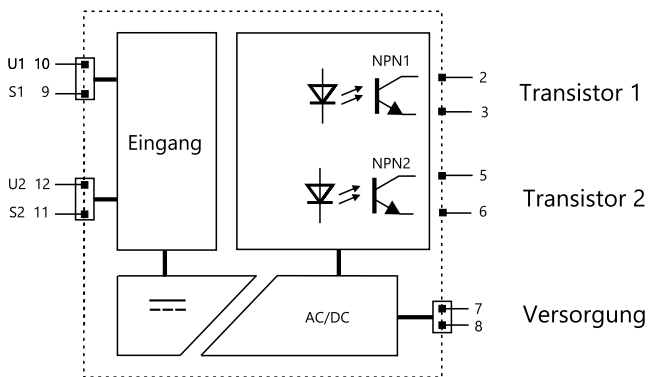 U1 10
S1 9
U2 12
S2 11
Eingang
NPN1
NPN2
2
3
Transistor 1
5
6
Transistor 2
AC/DC
7
8
Versorgung